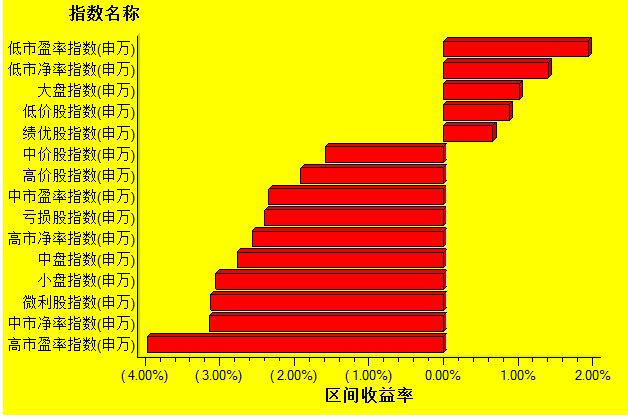 指数名称
低市盈率指数(申万)
低市净率指数(申万)
大盘指数(申万)
低价股指数(申万)
绩优股指数(申万)
中价股指数(申万)
高价股指数(申万)
中市盈率指数(申万)
亏损股指数(申万)
高市净率指数(申万)
中盘指数(申万)
小盘指数(申万)
微利股指数(申万)
中市净率指数(申万)
高市盈率指数(申万)
(4.00%) (3.00%) (2.00%) (1.00%) 0.00% 1.00% 2.00%
区间收益率